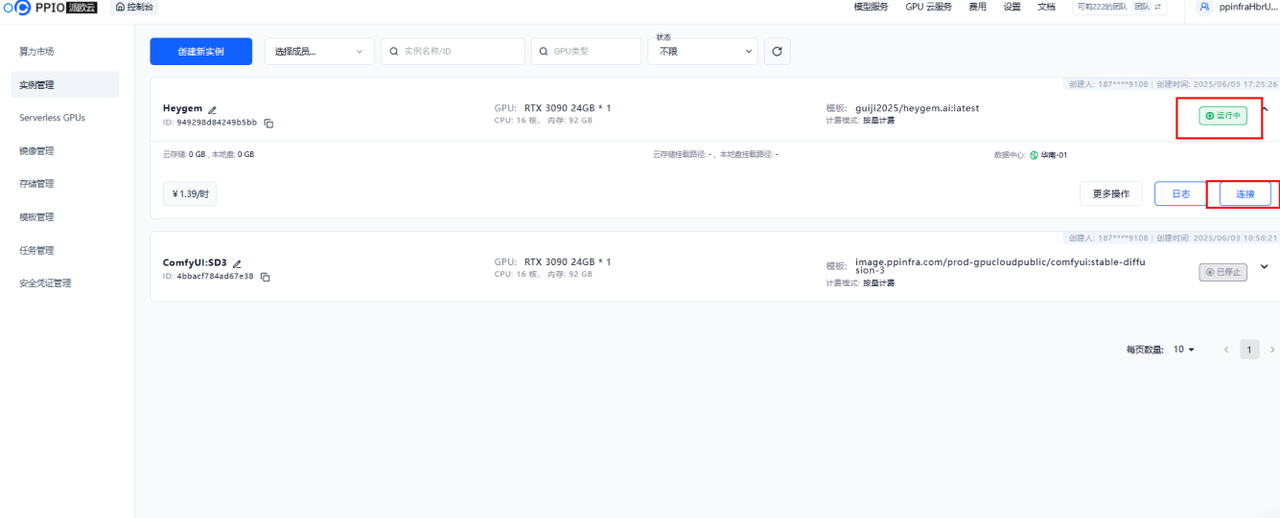 PPIO 派欧云 控制台 模型服务 GPU 云服务 费用 设置 文档 可莉222的团队 团队 ppinfraHbrU...
算力市场
实例管理
Serverless GPUs
镜像管理
存储管理
模板管理
任务管理
安全凭证管理
创建新实例 选择成员... 实例名称/ID GPU类型 状态 不限
创建人: 187****9108 | 创建时间: 2025/06/03 17:25:26
Heygem GPU: RTX 3090 24GB * 1 模板: guiji2025/heygem.ai:latest 运行中
ID: 949298d84249b5bb CPU: 16 核, 内存: 92 GB 计费模式: 按量计费
云存储: 0 GB , 本地盘: 0 GB 云存储挂载路径: - , 本地盘挂载路径: - 数据中心: 华南-01
¥ 1.39/时 更多操作 日志 连接
创建人: 187****9108 | 创建时间: 2025/06/03 10:58:21
ComfyUI:SD3 GPU: RTX 3090 24GB * 1 模板: image.ppinfra.com/prod-gpucloudpublic/comfyui:stable-diffu
sion-3 已停止
ID: 4bbacf784ad67e38 CPU: 16 核, 内存: 92 GB 计费模式: 按量计费
每页数量: 10 1